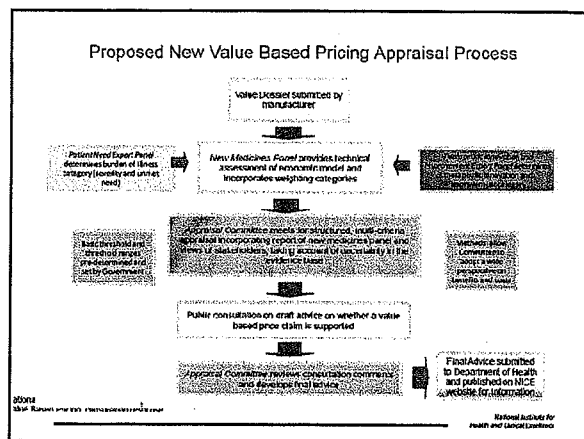 Proposed New Value Based Pricing Appraisal Process
Value Dossier submitted by
manufacturer
Patient Need Expert Panel
determines burden of illness
category (severity and unmet
need)
New Medicines Panel provides technical
assessment of economic model and
incorporates weighting categories
Appraisal Committee meets for structured, multi-criteria
appraisal incorporating report of new medicines panel and
views of stakeholders, taking account of uncertainty in the
evidence base
Basic threshold and
threshold ranges
pre-determined and
set by Government
Methods allow
Committee to
a wide
perspective on
benefits and costs
Public consultation on draft advice on whether a value
based price claim is supported
Appraisal Committee reviews consultation comments
and develops final advice
Final Advice submitted
to Department of Health
and published on NICE
website for information
National Institute for
Health and Clinical Excellence